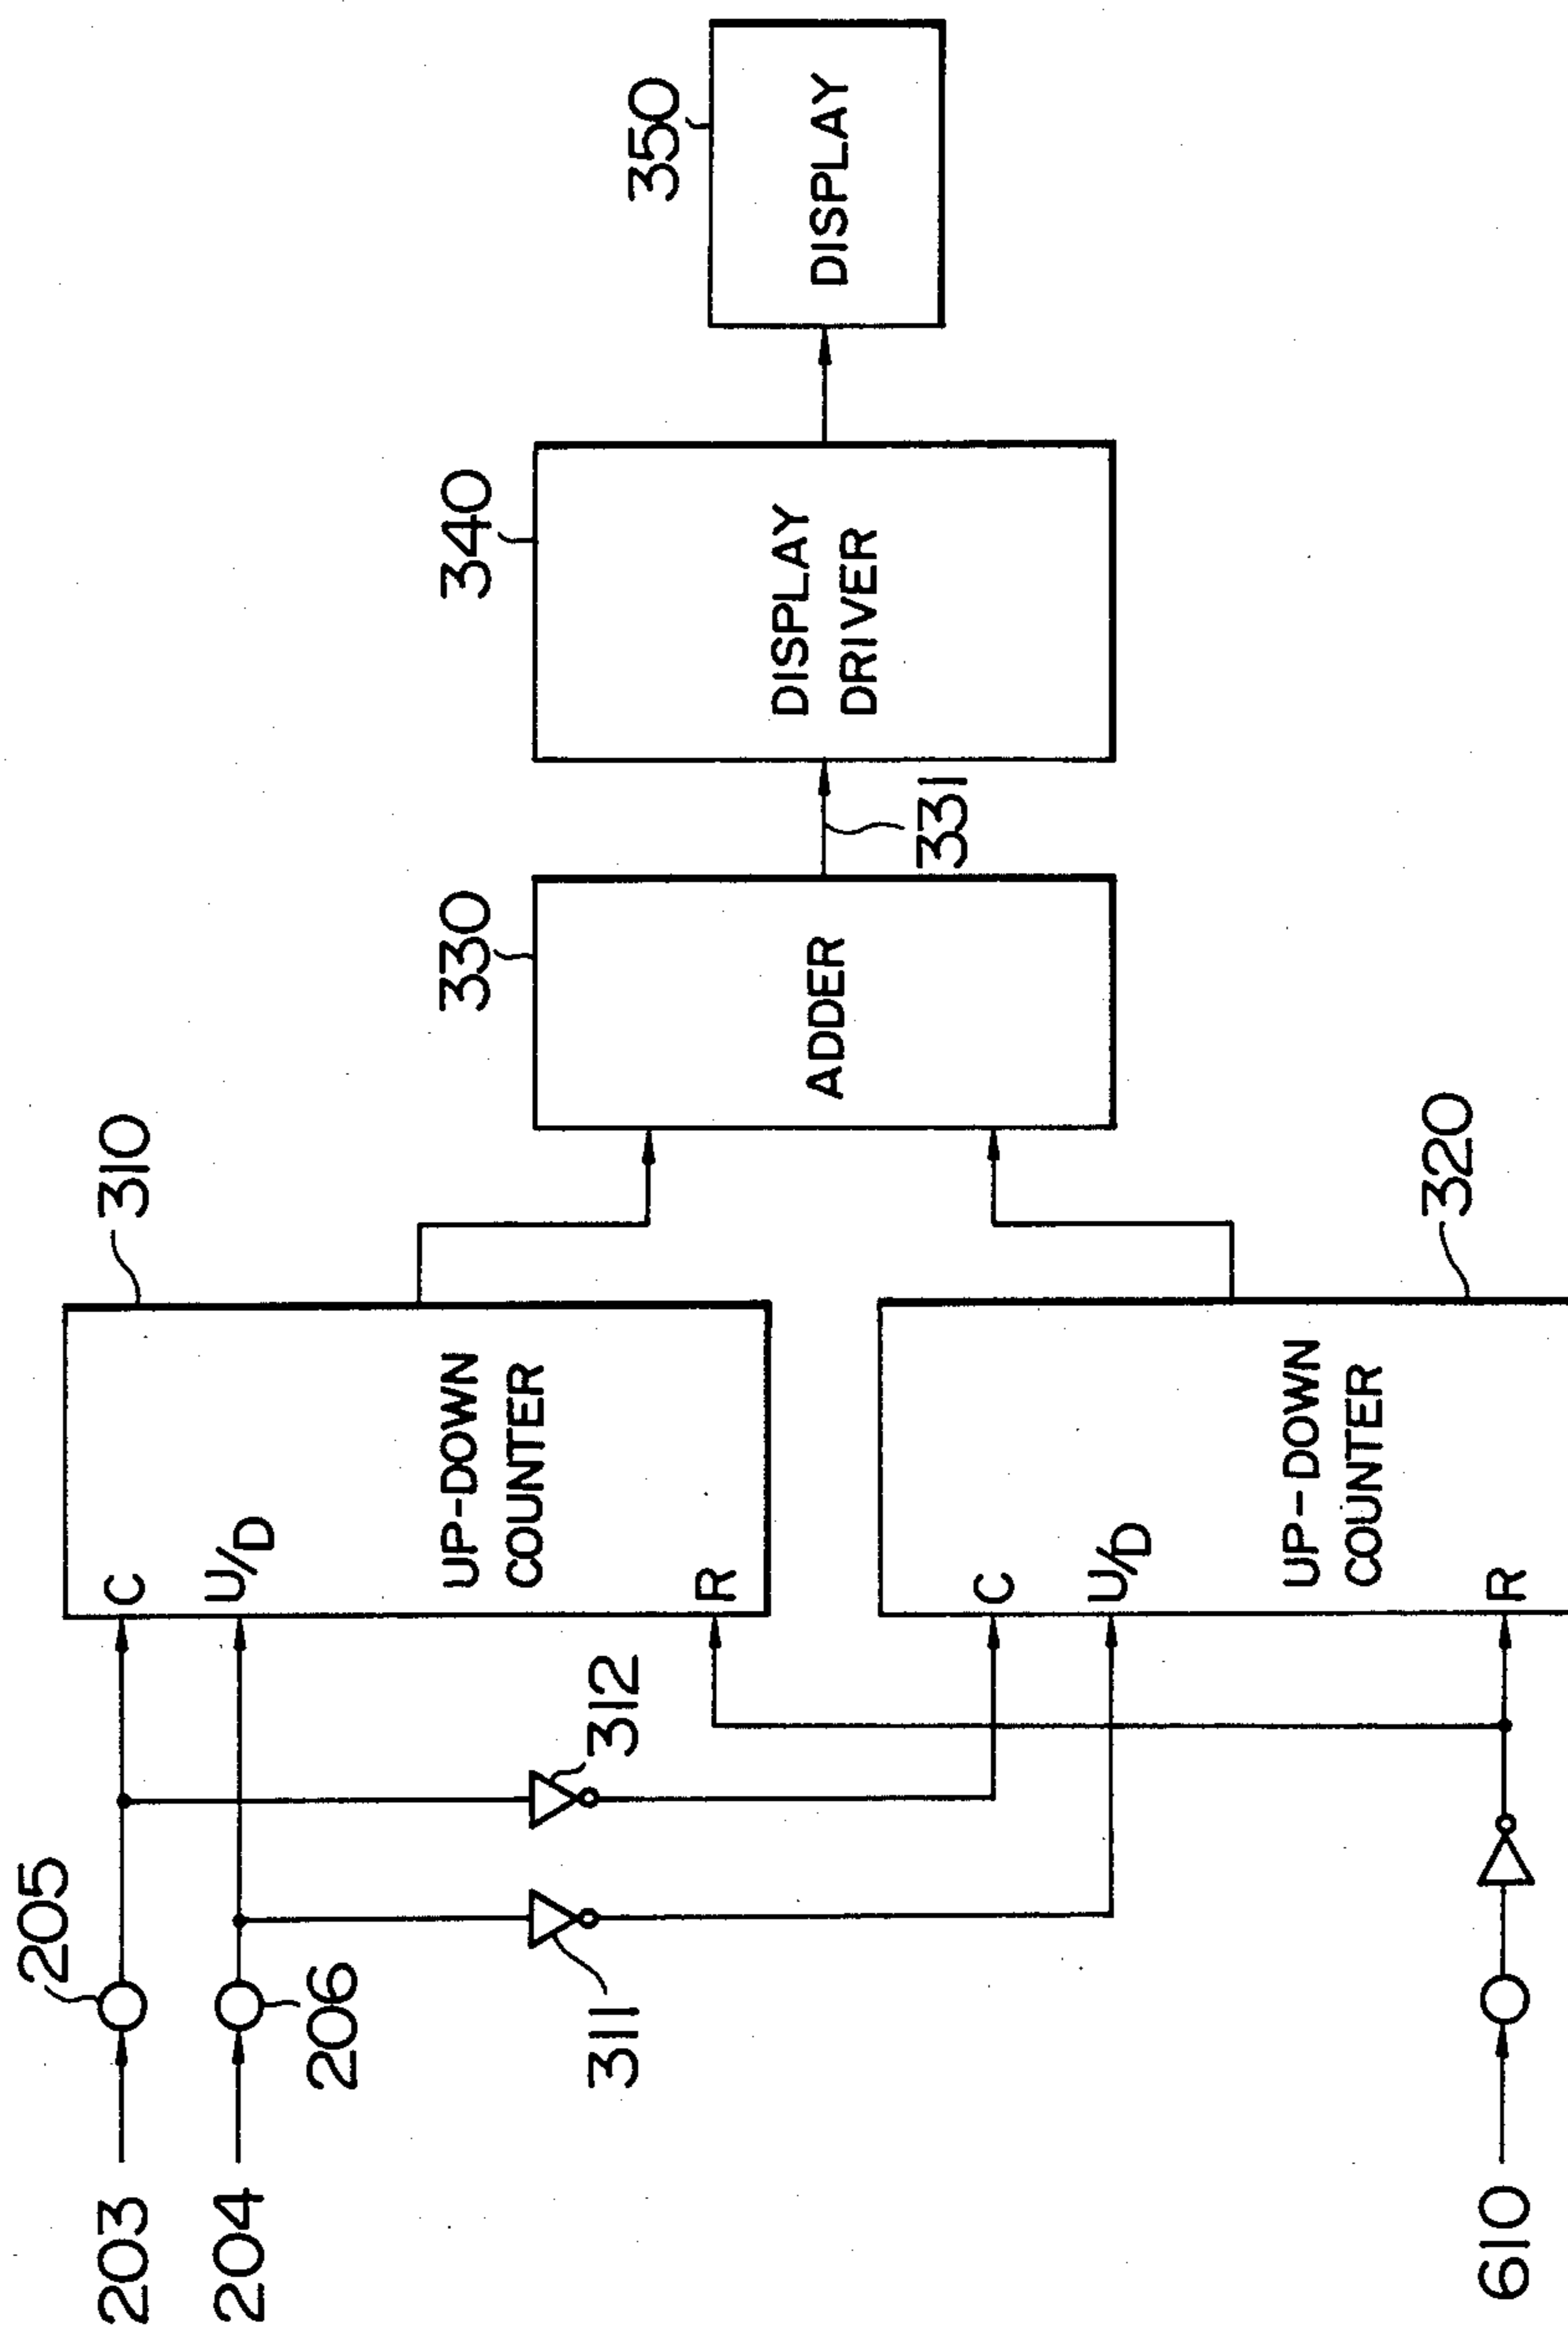 203
205
204
206
311
312
610
C
U/D
UP-DOWN
COUNTER
R
310
C
U/D
UP-DOWN
COUNTER
R
320
330
ADDER
331
340
DISPLAY
DRIVER
350
DISPLAY